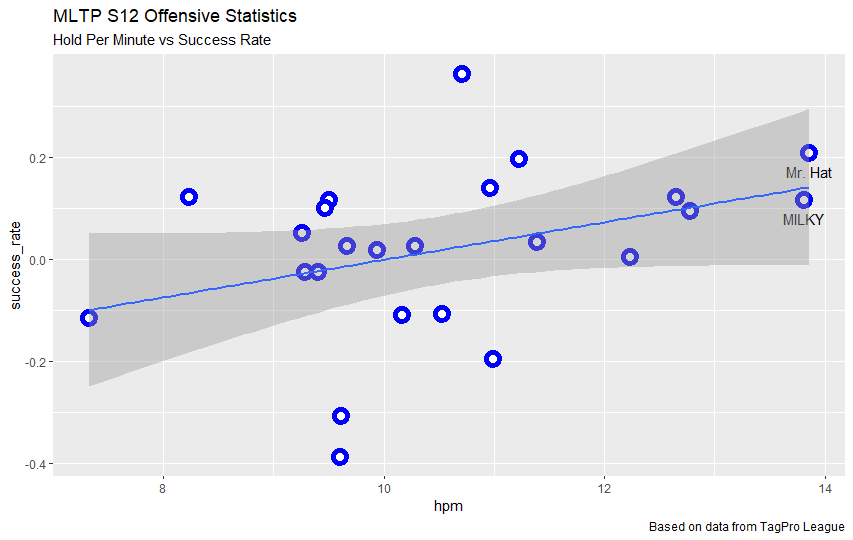 MLTP S12 Offensive Statistics
Hold Per Minute vs Success Rate
success_rate
0.2
0.0
-0.2
-0.4
Mr. Hat
MILKY
8
10
12
14
hpm
Based on data from TagPro League